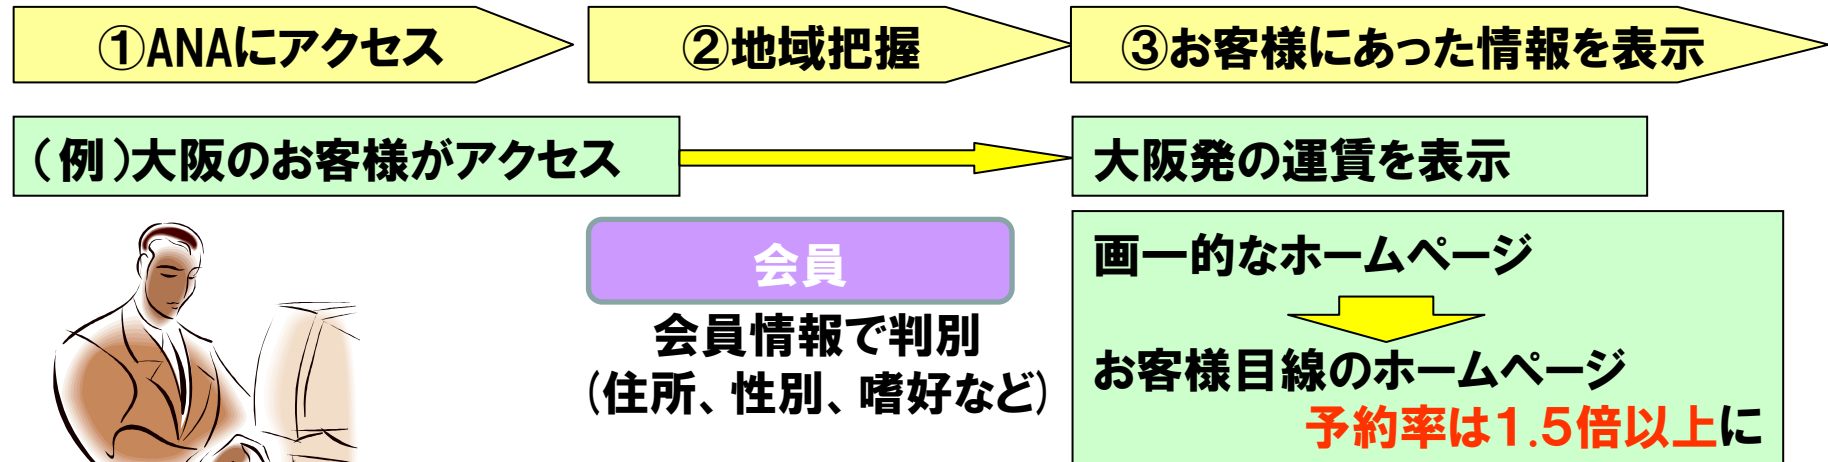 ①ANAにアクセス
②地域把握
③お客様にあった情報を表示
（例）大阪のお客様がアクセス
大阪発の運賃を表示
会員
会員情報で判別
(住所、性別、嗜好など)
画一的なホームページ
お客様目線のホームページ
予約率は１.５倍以上に